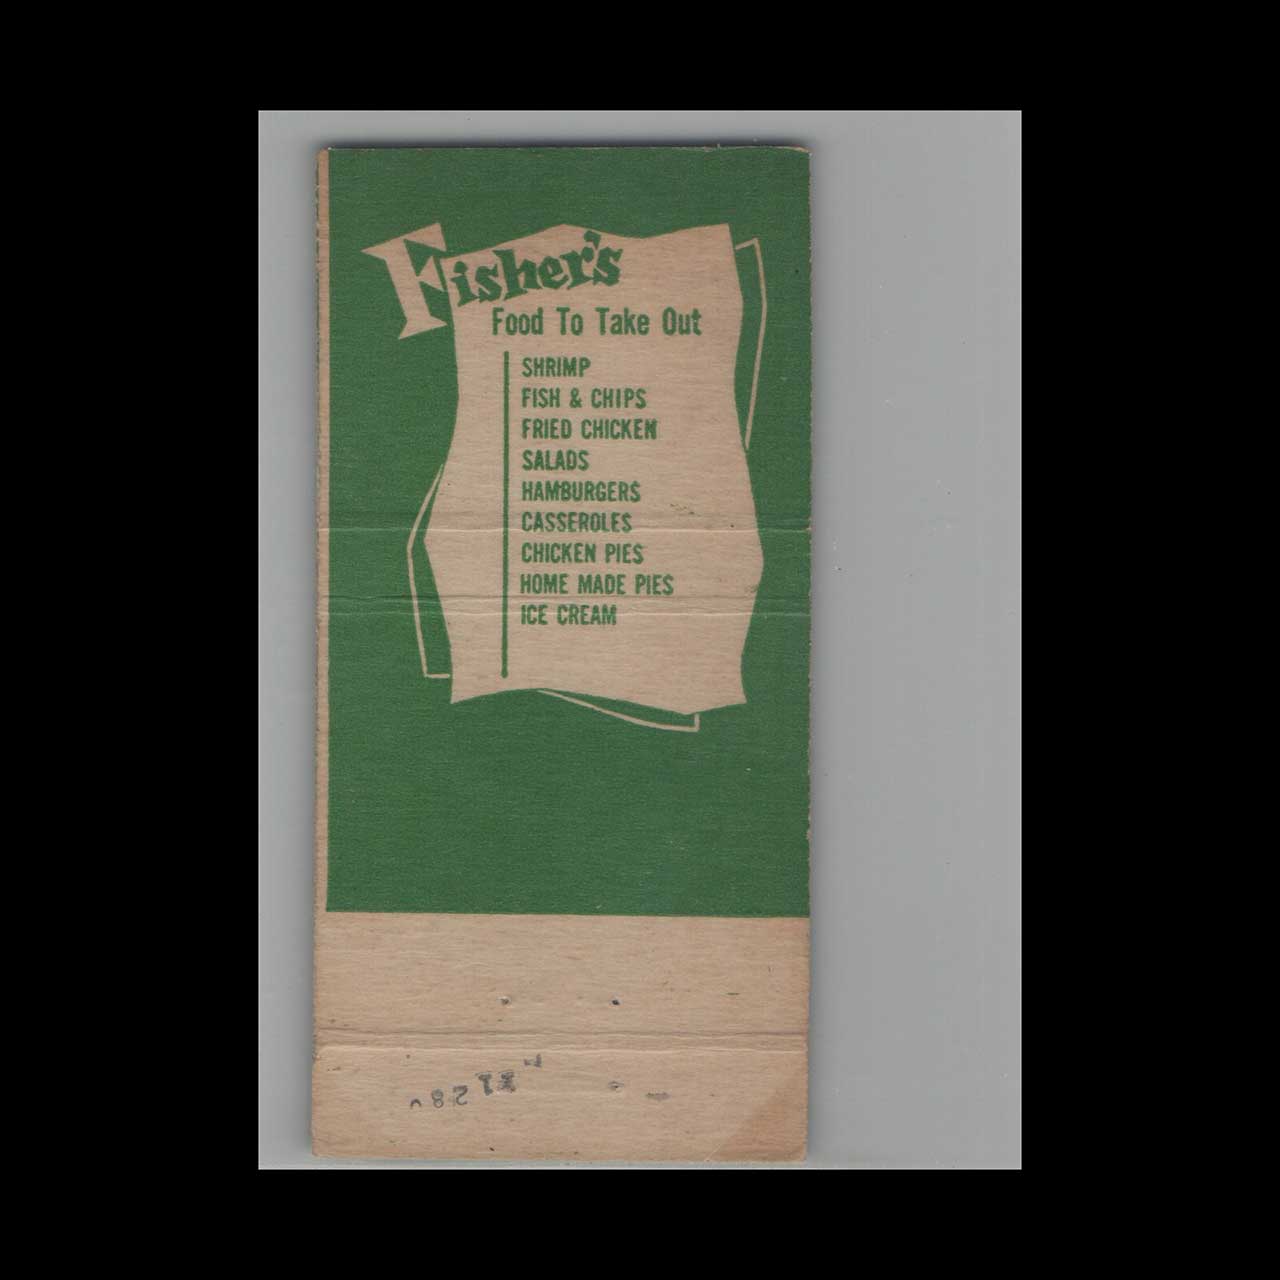 Fisher's
Food To Take Out
SHRIMP
FISH & CHIPS
FRIED CHICKEN
SALADS
HAMBURGERS
CASSEROLES
CHICKEN PIES
HOME MADE PIES
ICE CREAM